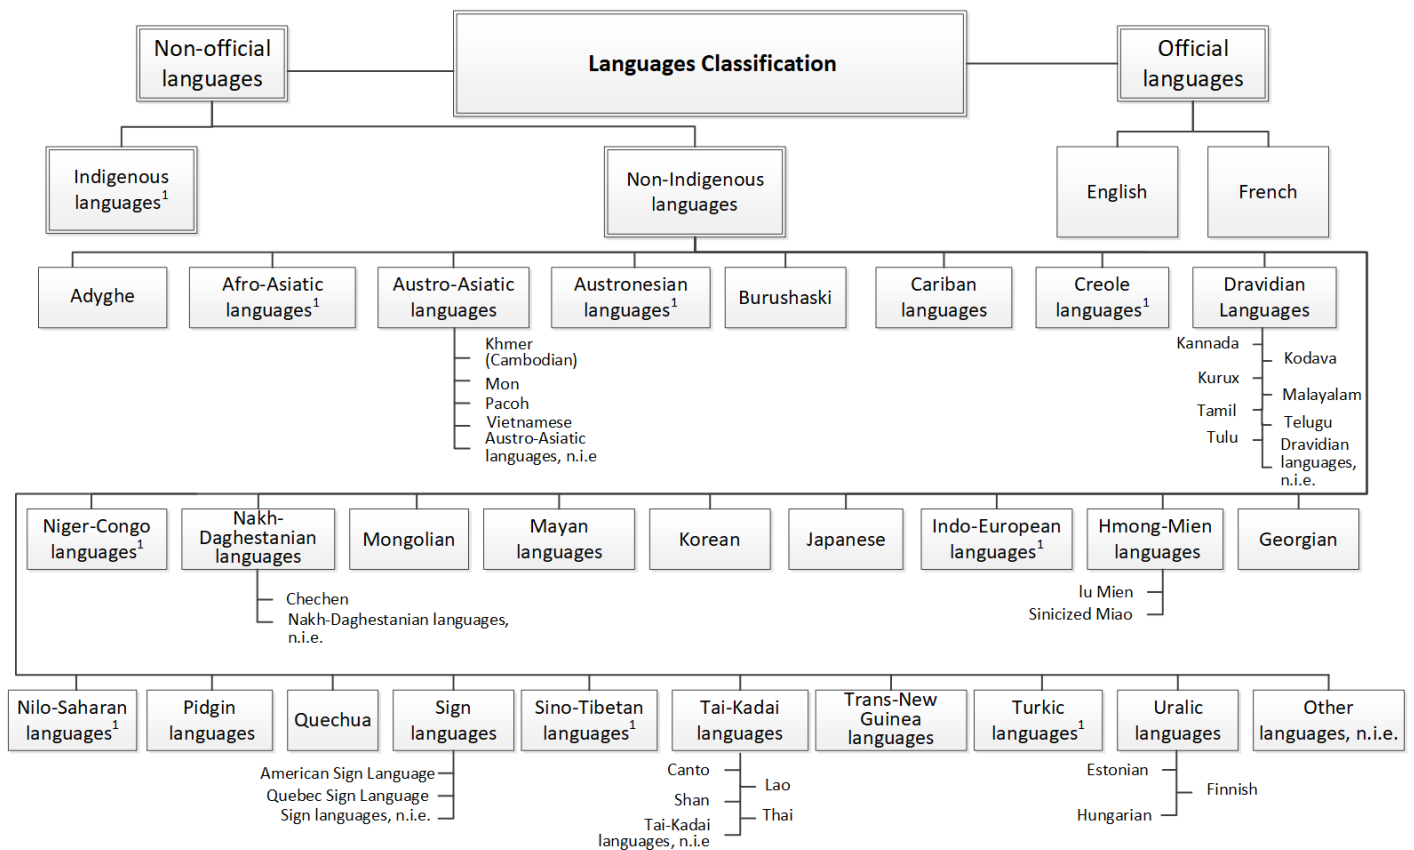 Non-official
languages
Languages Classification
Official
languages
Indigenous
languages1
Non-Indigenous
languages
English
French
Adyghe
Afro-Asiatic
languages1
Austro-Asiatic
languages
Austronesian
languages1
Burushaski
Cariban
languages
Creole
languages1
Dravidian
Languages
Khmer
(Cambodian)
Mon
Pacoh
Vietnamese
Austro-Asiatic
languages, n.i.e
Kannada
Kodava
Kurux
Malayalam
Tamil
Telugu
Tulu
Dravidian
languages,
n.i.e.
Niger-Congo
languages1
Nakh-
Daghestanian
languages
Mongolian
Mayan
languages
Korean
Japanese
Indo-European
languages1
Hmong-Mien
languages
Georgian
Chechen
Nakh-Daghestanian languages,
n.i.e.
Iu Mien
Sinicized Miao
Nilo-Saharan
languages1
Pidgin
languages
Quechua
Sign
languages
Sino-Tibetan
languages1
Tai-Kadai
languages
Trans-New
Guinea
languages
Turkic
languages1
Uralic
languages
Other
languages, n.i.e.
American Sign Language
Quebec Sign Language
Sign languages, n.i.e.
Canto
Lao
Shan
Thai
Tai-Kadai
languages, n.i.e
Estonian
Finnish
Hungarian